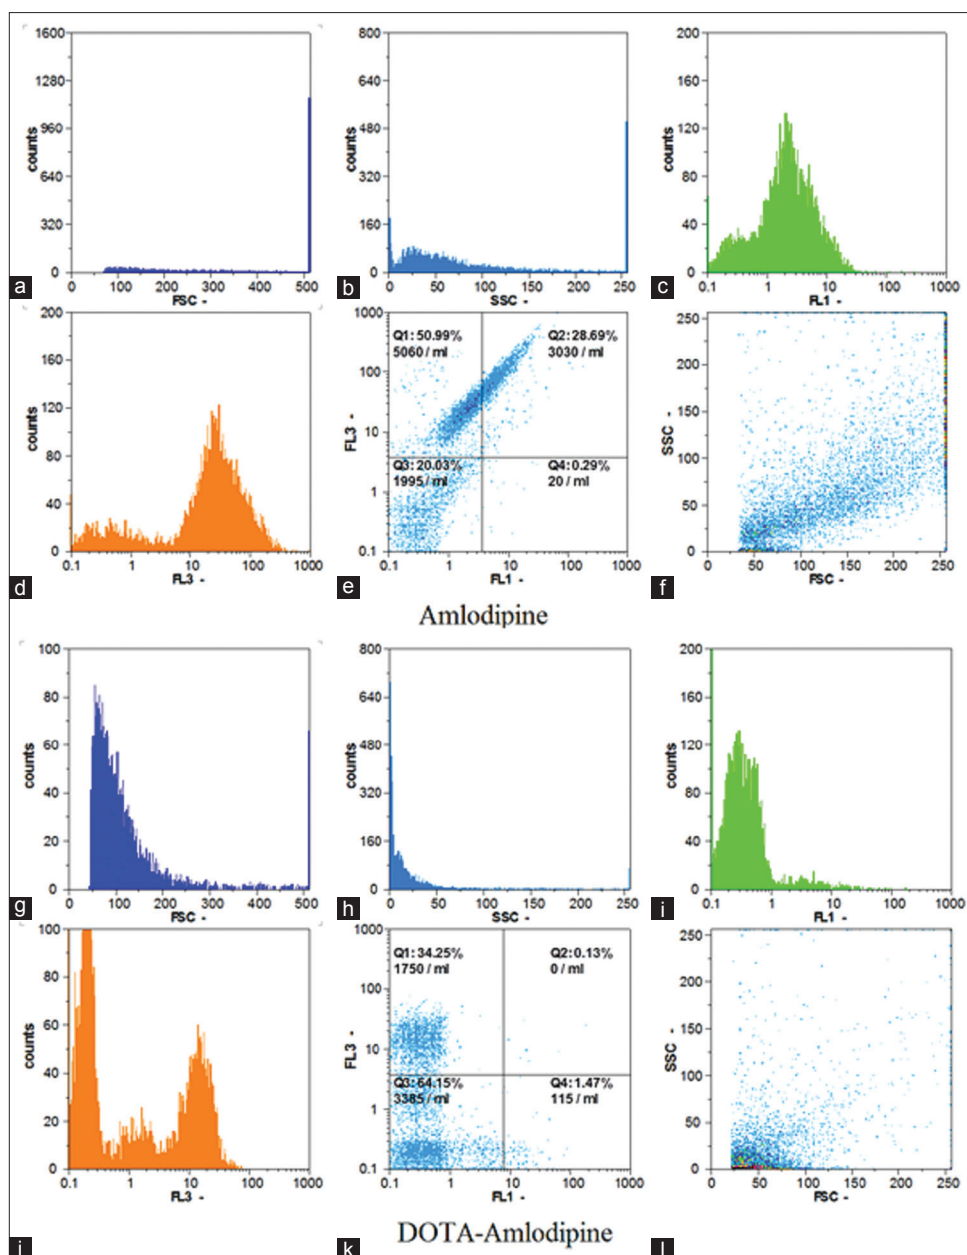 1600
1280
960
640
320
0
counts
0 100 200 300 400 500
FSC -
a
800
640
480
320
160
0
counts
0 50 100 150 200 250
SSC -
b
200
160
120
80
40
0
counts
0.1 1 10 100 1000
FL1 -
c
200
160
120
80
40
0
counts
0.1 1 10 100 1000
FL3 -
d
1000
100
10
1
0.1
FL3 -
Q1: 50.99%
5060 / ml
Q2: 28.69%
3030 / ml
Q3: 20.03%
1995 / ml
Q4: 0.29%
20 / ml
0.1 1 10 100 1000
FL1 -
e
250
200
150
100
50
0
SSC -
0 50 100 150 200 250
FSC -
f
Amlodipine
100
80
60
40
20
0
counts
0 100 200 300 400 500
FSC -
g
800
640
480
320
160
0
counts
0 50 100 150 200 250
SSC -
h
200
160
120
80
40
0
counts
0.1 1 10 100 1000
FL1 -
i
100
80
60
40
20
0
counts
0.1 1 10 100 1000
FL3 -
j
1000
100
10
1
0.1
FL3 -
Q1: 34.25%
1750 / ml
Q2: 0.13%
0 / ml
Q3: 64.15%
3385 / ml
Q4: 1.47%
115 / ml
0.1 1 10 100 1000
FL1 -
k
250
200
150
100
50
0
SSC -
0 50 100 150 200 250
FSC -
l
DOTA-Amlodipine